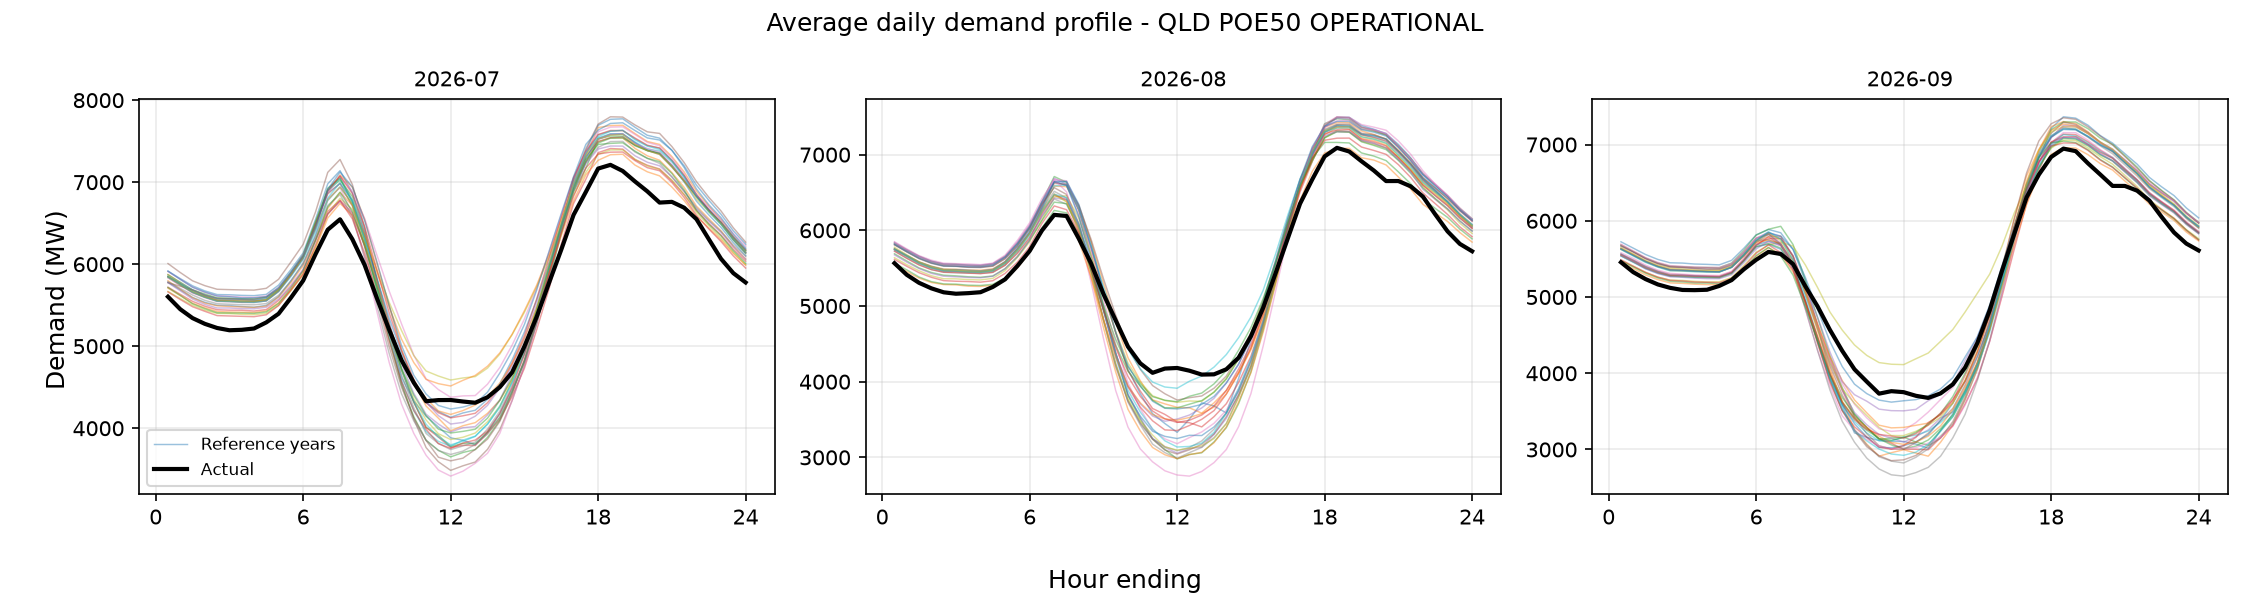 Average daily demand profile - QLD POE50 OPERATIONAL
2026-07
2026-08
2026-09
Demand (MW)
8000
7000
6000
5000
4000
7000
6000
5000
4000
3000
7000
6000
5000
4000
3000
Reference years
Actual
0 6 12 18 24
0 6 12 18 24
0 6 12 18 24
Hour ending